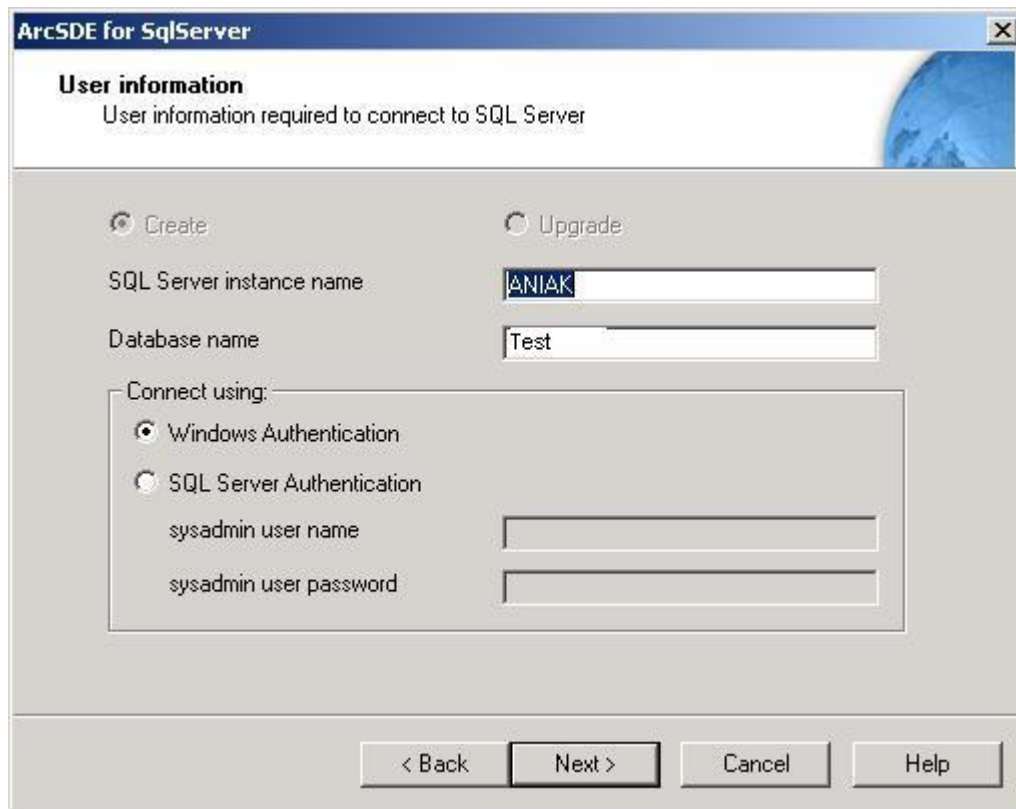 ArcSDE for SqlServer
User information
User information required to connect to SQL Server
Create Upgrade
SQL Server instance name ANIAK
Database name Test
Connect using:
Windows Authentication
SQL Server Authentication
sysadmin user name
sysadmin user password
< Back Next > Cancel Help